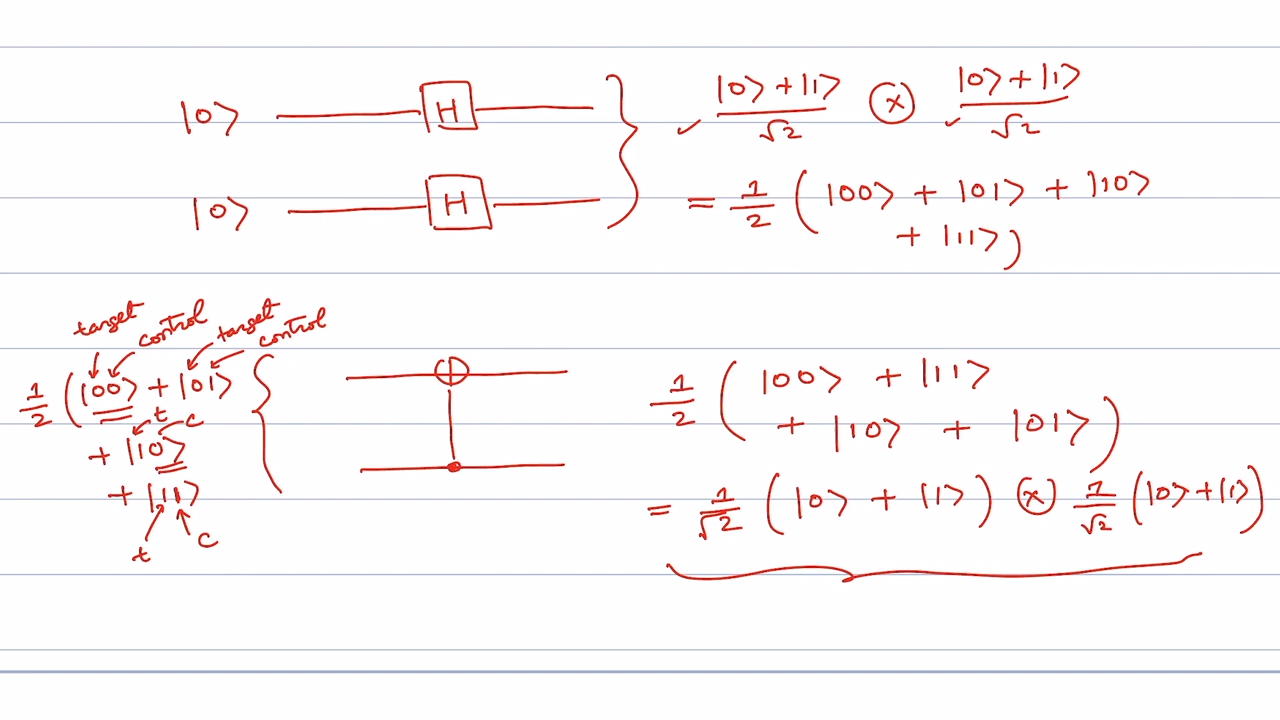 |0⟩ H } ✓ (|0⟩ + |1⟩)/√2 ⊗ ✓ (|0⟩ + |1⟩)/√2
|0⟩ H = 1/2 ( |00⟩ + |01⟩ + |10⟩
+ |11⟩ )
target control target control
1/2 ( |00⟩ + |01⟩ {
t c
+ |10⟩
+ |11⟩
t c
1/2 ( |00⟩ + |11⟩
+ |10⟩ + |01⟩ )
= 1/√2 ( |0⟩ + |1⟩ ) ⊗ 1/√2 ( |0⟩ + |1⟩ )